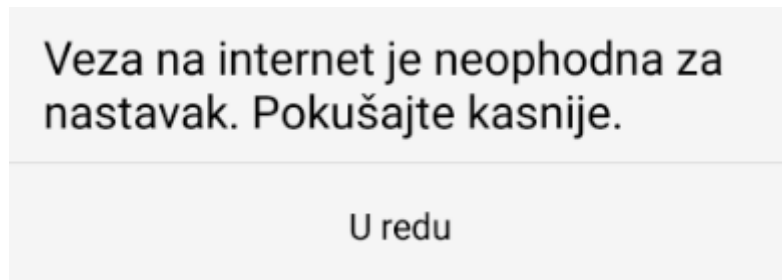 Veza na internet je neophodna za
nastavak. Pokušajte kasnije.
U redu